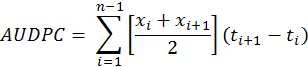 AUDPC = \sum_{i=1}^{n-1} \left[ \frac{x_i + x_{i+1}}{2} \right] (t_{i+1} - t_i)